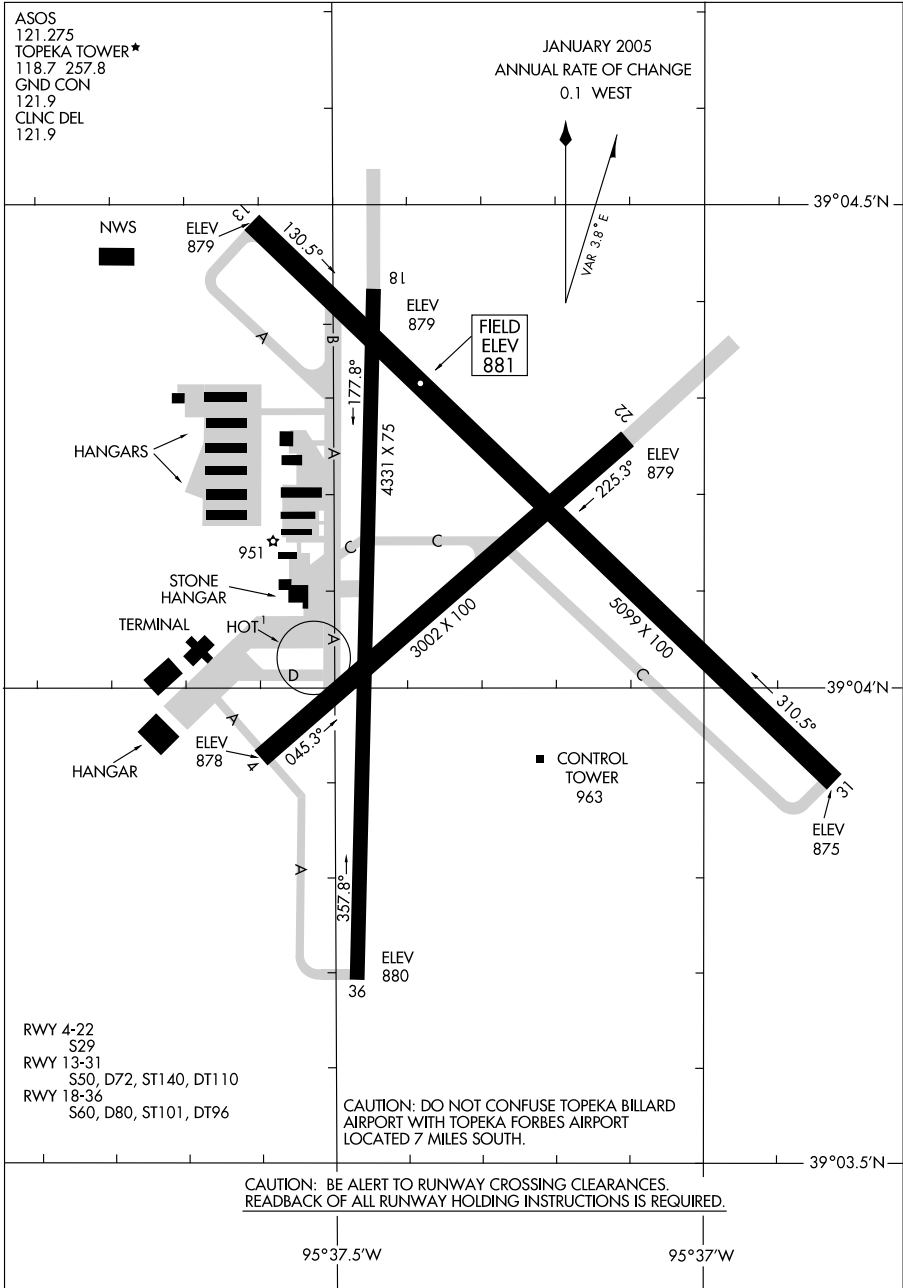 ASOS
121.275
TOPEKA TOWER★
118.7 257.8
GND CON
121.9
CLNC DEL
121.9
JANUARY 2005
ANNUAL RATE OF CHANGE
0.1 WEST
VAR 3.8° E
39°04.5'N
NWS
ELEV
879
13
130.5°
18
ELEV
879
FIELD
ELEV
881
A
B
177.8°
4331 X 75
22
ELEV
879
225.3°
HANGARS
A
951
C
C
STONE
HANGAR
3002 X 100
5099 X 100
TERMINAL
HOT1
A
D
C
39°04'N
310.5°
A
045.3°
ELEV
878
4
HANGAR
CONTROL
TOWER
963
31
ELEV
875
A
357.8°
ELEV
880
36
RWY 4-22
S29
RWY 13-31
S50, D72, ST140, DT110
RWY 18-36
S60, D80, ST101, DT96
CAUTION: DO NOT CONFUSE TOPEKA BILLARD
AIRPORT WITH TOPEKA FORBES AIRPORT
LOCATED 7 MILES SOUTH.
39°03.5'N
CAUTION: BE ALERT TO RUNWAY CROSSING CLEARANCES.
READBACK OF ALL RUNWAY HOLDING INSTRUCTIONS IS REQUIRED.
95°37.5'W
95°37'W